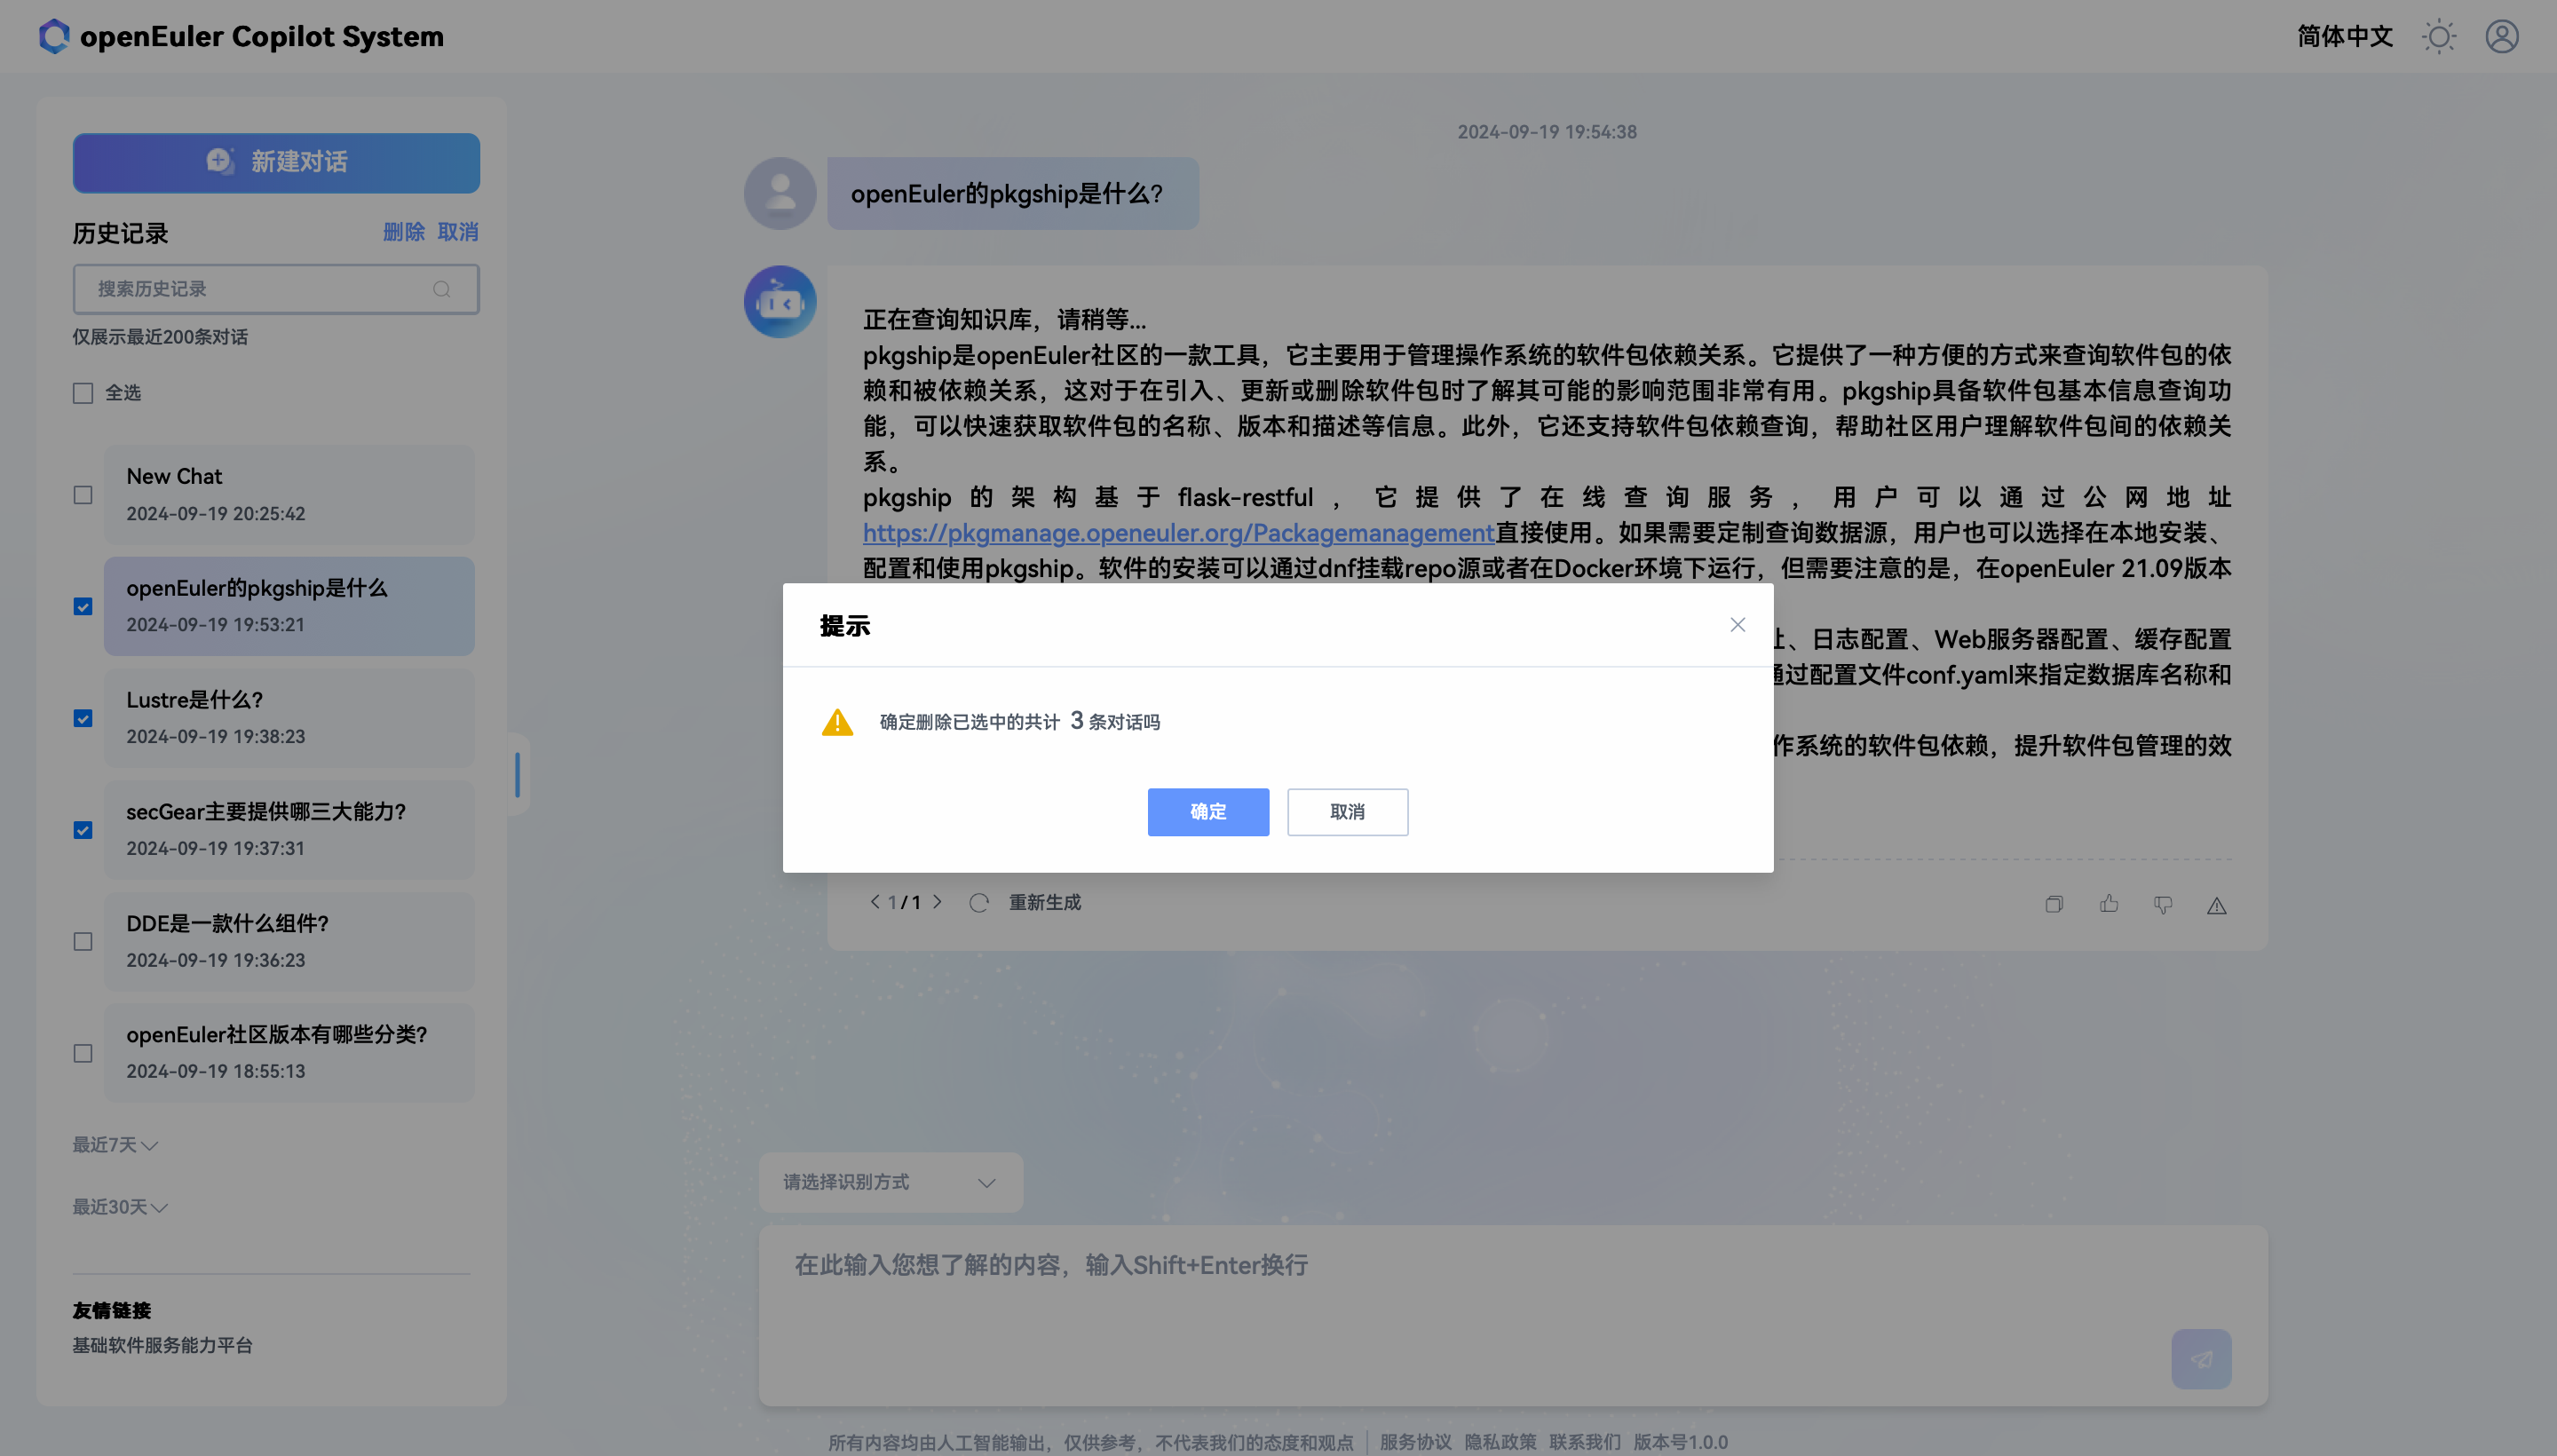 openEuler Copilot System
简体中文
新建对话
历史记录
删除 取消
搜索历史记录
仅展示最近200条对话
全选
New Chat
2024-09-19 20:25:42
openEuler的pkgship是什么
2024-09-19 19:53:21
Lustre是什么?
2024-09-19 19:38:23
secGear主要提供哪三大能力?
2024-09-19 19:37:31
DDE是一款什么组件?
2024-09-19 19:36:23
openEuler社区版本有哪些分类?
2024-09-19 18:55:13
最近7天
最近30天
友情链接
基础软件服务能力平台
2024-09-19 19:54:38
openEuler的pkgship是什么?
正在查询知识库，请稍等...
pkgship是openEuler社区的一款工具，它主要用于管理操作系统的软件包依赖关系。它提供了一种方便的方式来查询软件包的依
赖和被依赖关系，这对于在引入、更新或删除软件包时了解其可能的影响范围非常有用。pkgship具备软件包基本信息查询功
能，可以快速获取软件包的名称、版本和描述等信息。此外，它还支持软件包依赖查询，帮助社区用户理解软件包间的依赖关
系。
pkgship的架构基于flask-restful，它提供了在线查询服务，用户可以通过公网地址
https://pkgmanage.openeuler.org/Packagemanagement直接使用。如果需要定制查询数据源，用户也可以选择在本地安装、
配置和使用pkgship。软件的安装可以通过dnf挂载repo源或者在Docker环境下运行，但需要注意的是，在openEuler 21.09版本
、日志配置、Web服务器配置、缓存配置
通过配置文件conf.yaml来指定数据库名称和
作系统的软件包依赖，提升软件包管理的效
提示
确定删除已选中的共计 3 条对话吗
确定
取消
1/1
重新生成
请选择识别方式
在此输入您想了解的内容，输入Shift+Enter换行
所有内容均由人工智能输出，仅供参考，不代表我们的态度和观点 | 服务协议 隐私政策 联系我们 版本号1.0.0